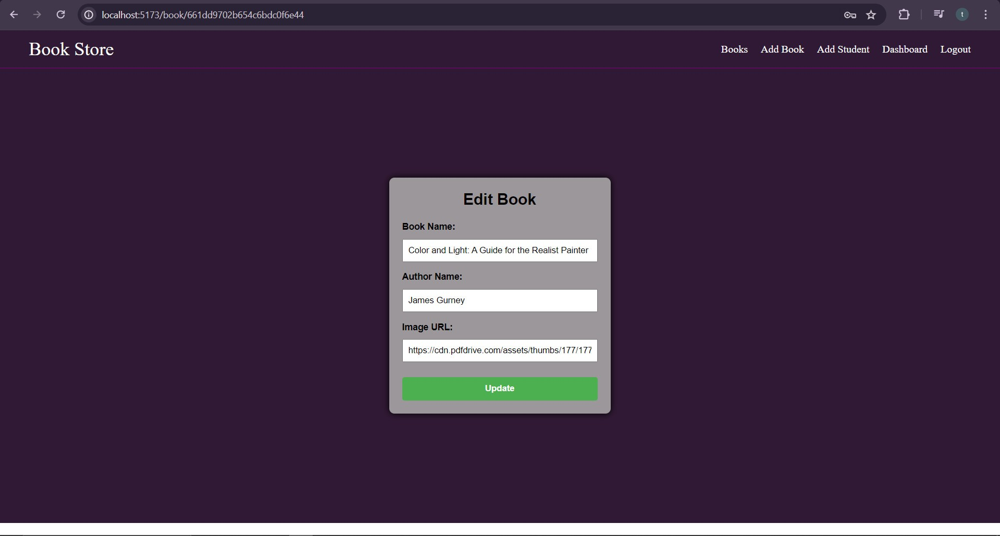 localhost:5173/book/661dd9702b654c6bdc0f6e44
t
Book Store
Books Add Book Add Student Dashboard Logout
Edit Book
Book Name:
Color and Light: A Guide for the Realist Painter
Author Name:
James Gurney
Image URL:
https://cdn.pdfdrive.com/assets/thumbs/177/177
Update